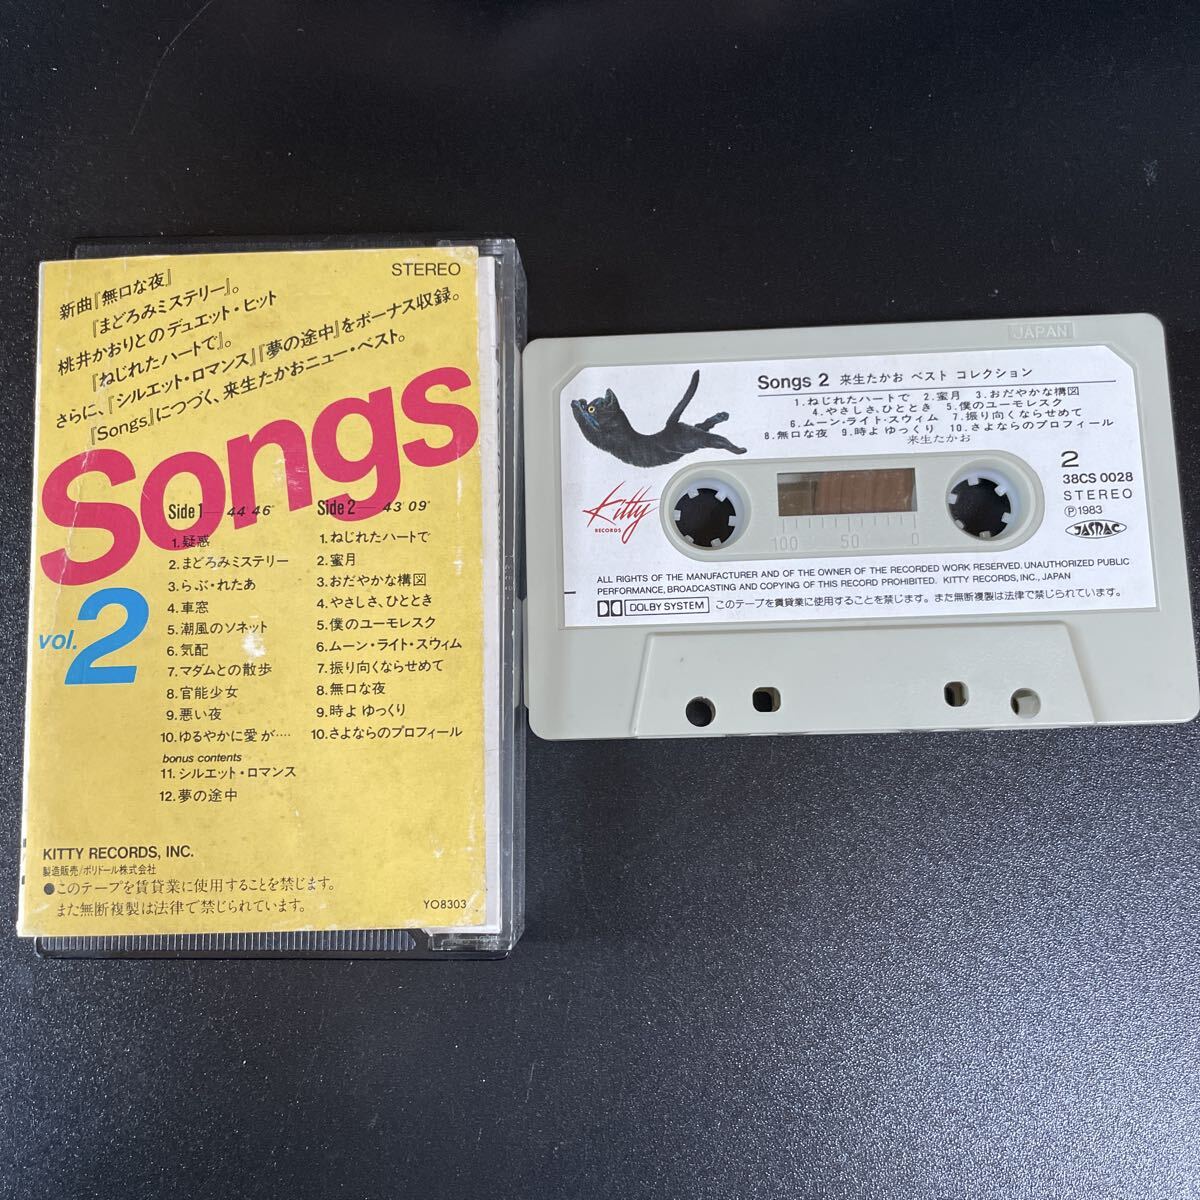 STEREO
新曲『無口な夜』
『まどろみミステリー』。
桃井かおりとのデュエット・ヒット
『ねじれたハートで』。
さらに、『シルエット・ロマンス』『夢の途中』をボーナス収録。
『Songs』につづく、来生たかおニュー・ベスト。
Songs
vol.2
Side 1— 44′46″
1.疑惑
2.まどろみミステリー
3.らぶ・れたあ
4.車窓
5.潮風のソネット
6.気配
7.マダムとの散歩
8.官能少女
9.悪い夜
10.ゆるやかに愛が‥‥
bonus contents
11.シルエット・ロマンス
12.夢の途中
Side 2— 43′09″
1.ねじれたハートで
2.蜜月
3.おだやかな構図
4.やさしさ、ひととき
5.僕のユーモレスク
6.ムーン・ライト・スウィム
7.振り向くならせめて
8.無口な夜
9.時よ ゆっくり
10.さよならのプロフィール
KITTY RECORDS, INC.
製造販売/ポリドール株式会社
●このテープを賃貸業に使用することを禁じます。
また無断複製は法律で禁じられています。
YO8303
JAPAN
Songs 2 来生たかお ベスト コレクション
1.ねじれたハートで 2.蜜月 3.おだやかな構図
4.やさしさ、ひととき 5.僕のユーモレスク
6.ムーン・ライト・スウィム 7.振り向くならせめて
8.無口な夜 9.時よ ゆっくり 10.さよならのプロフィール
来生たかお
2
38CS 0028
STEREO
Ⓟ1983
JASRAC
Kitty
RECORDS
100 50 0
ALL RIGHTS OF THE MANUFACTURER AND OF THE OWNER OF THE RECORDED WORK RESERVED. UNAUTHORIZED PUBLIC
PERFORMANCE, BROADCASTING AND COPYING OF THIS RECORD PROHIBITED. KITTY RECORDS, INC., JAPAN
DOLBY SYSTEM このテープを賃貸業に使用することを禁じます。また無断複製は法律で禁じられています。